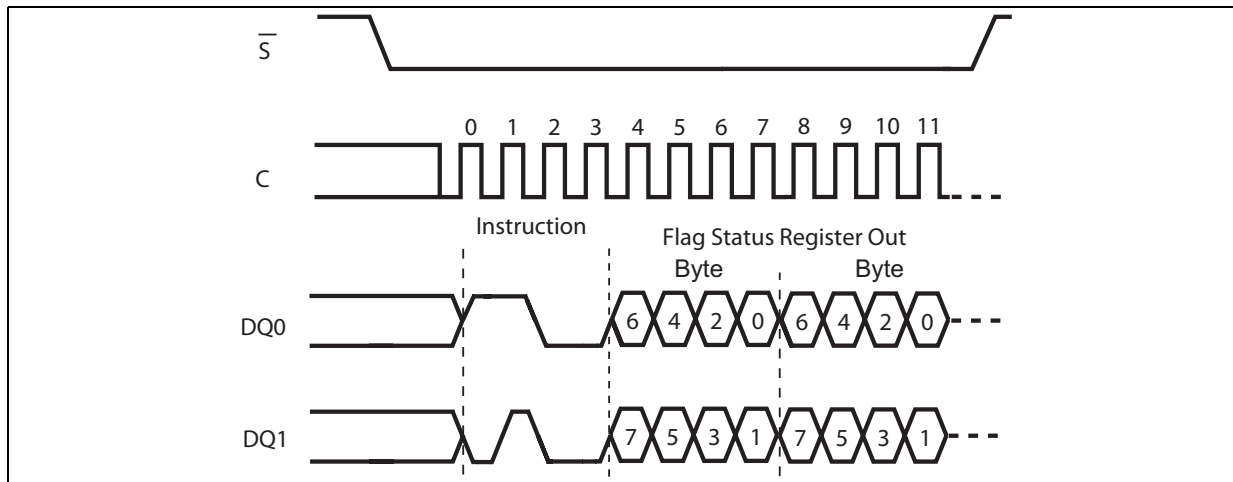 S
0 1 2 3 4 5 6 7 8 9 10 11
C
Instruction
Flag Status Register Out
Byte Byte
DQ0
6 4 2 0 6 4 2 0
DQ1
7 5 3 1 7 5 3 1